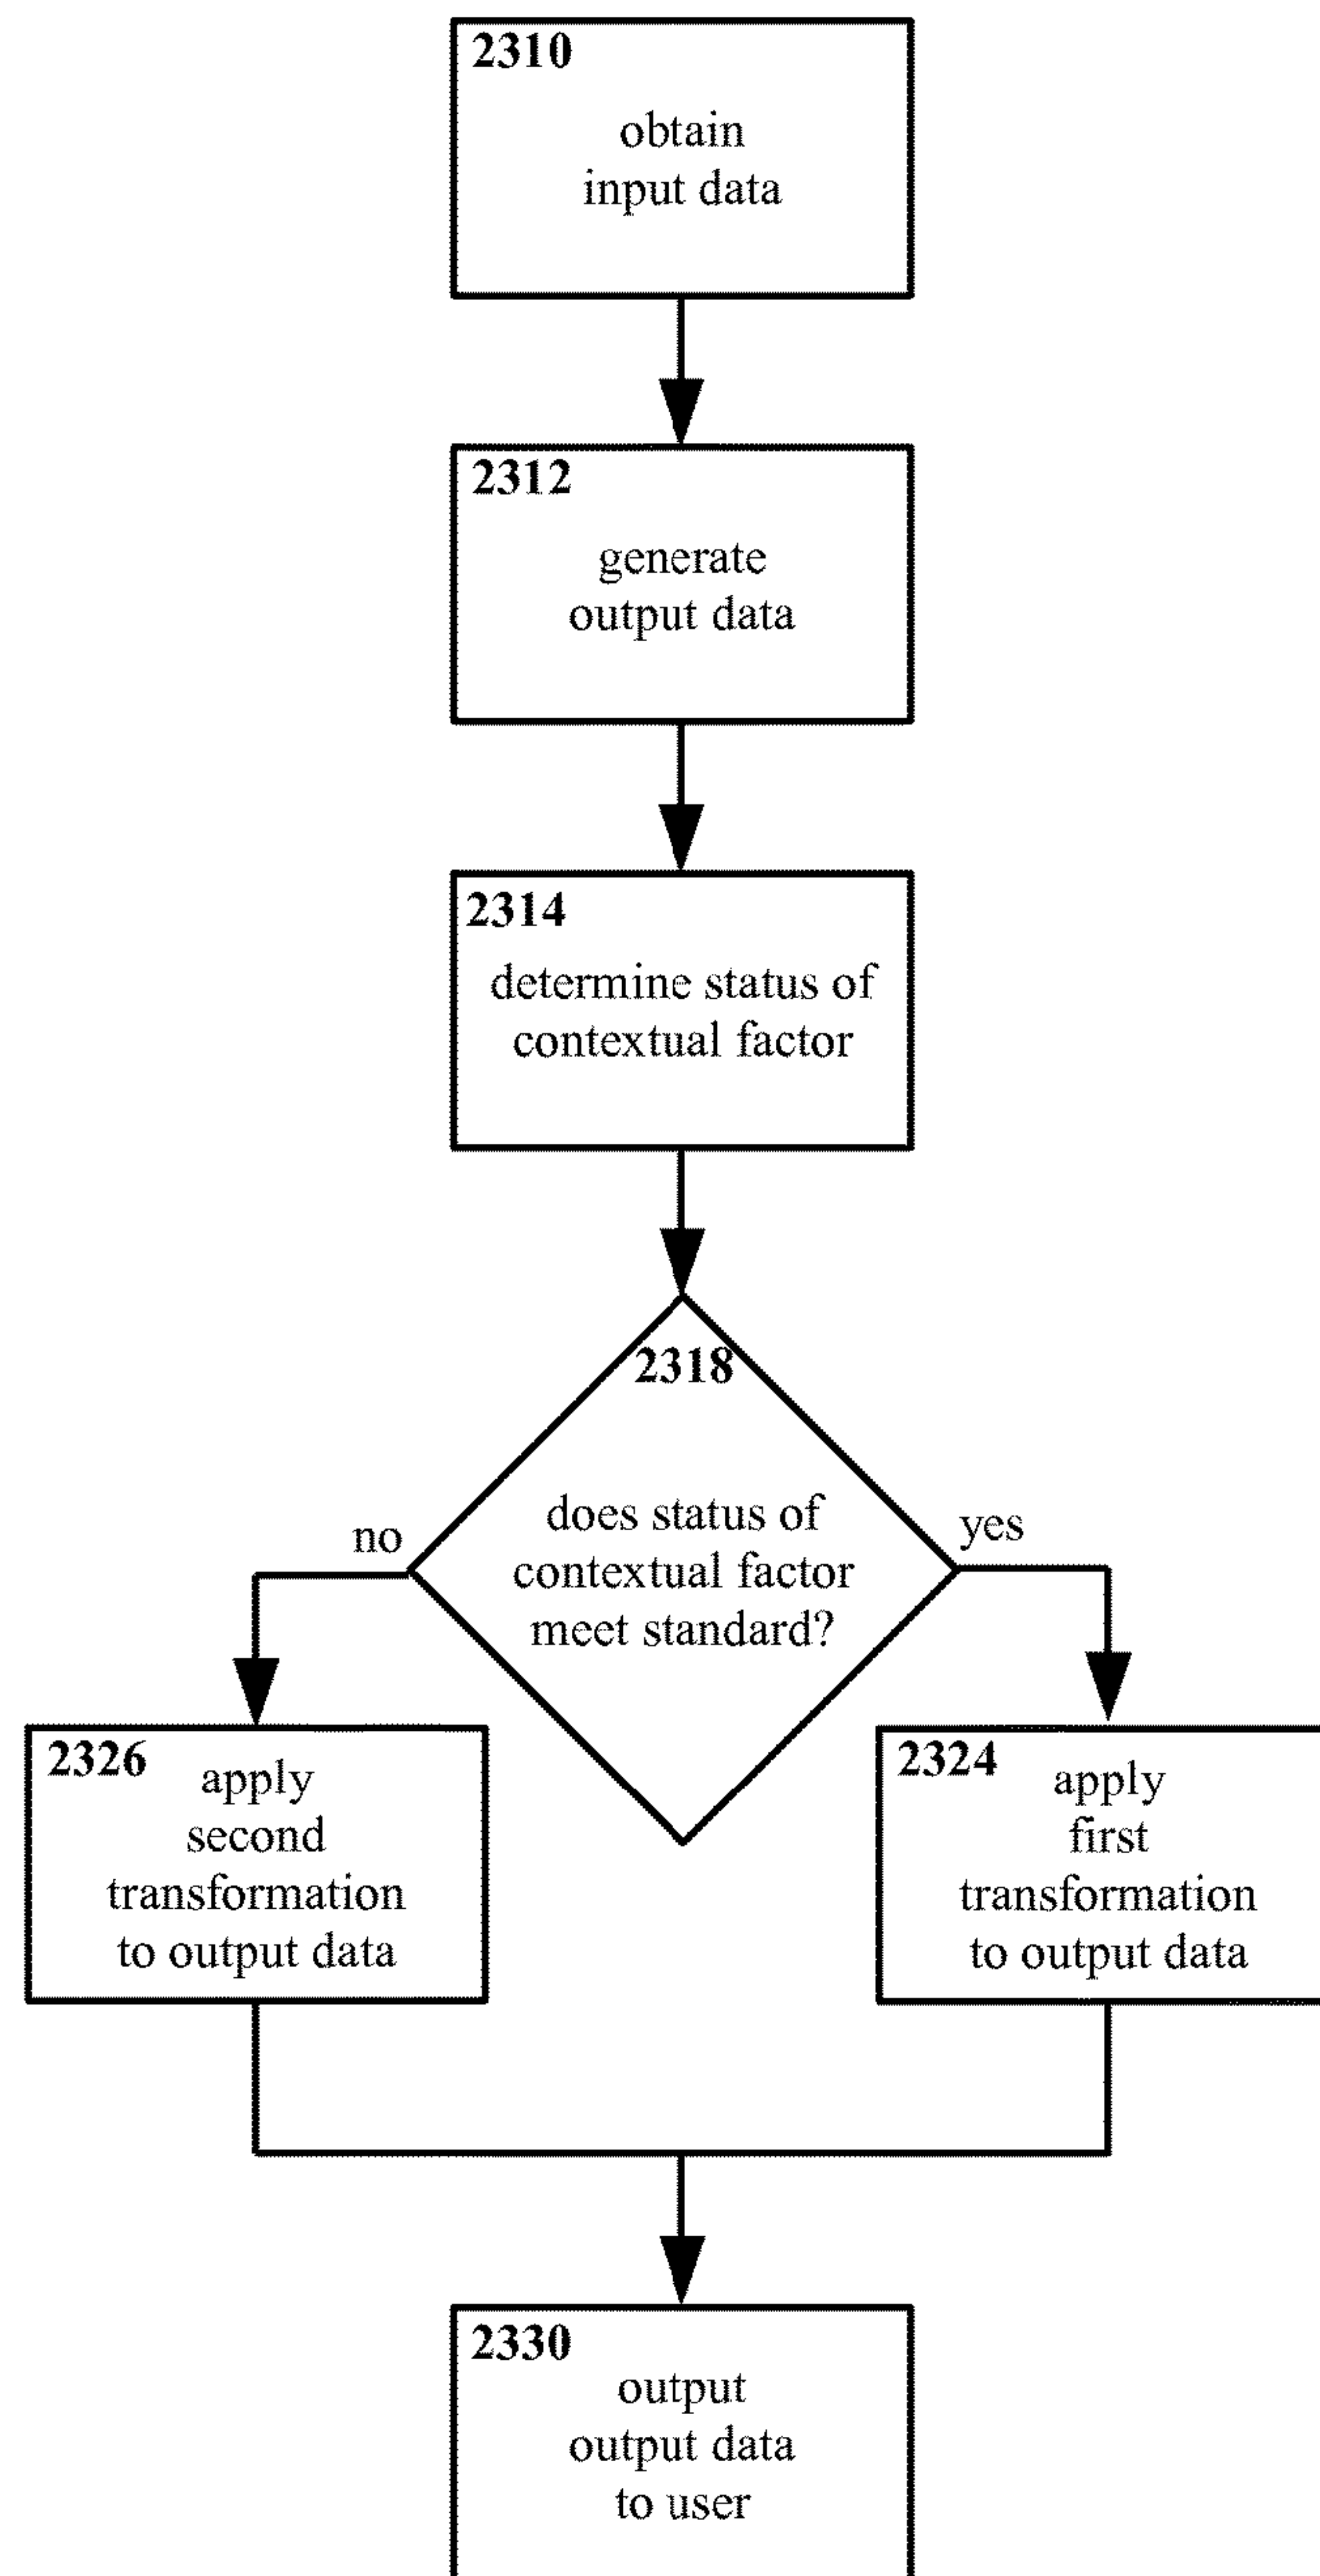 2310
obtain
input data
2312
generate
output data
2314
determine status of
contextual factor
2318
does status of
contextual factor
meet standard?
no
yes
2326
apply
second
transformation
to output data
2324
apply
first
transformation
to output data
2330
output
output data
to user